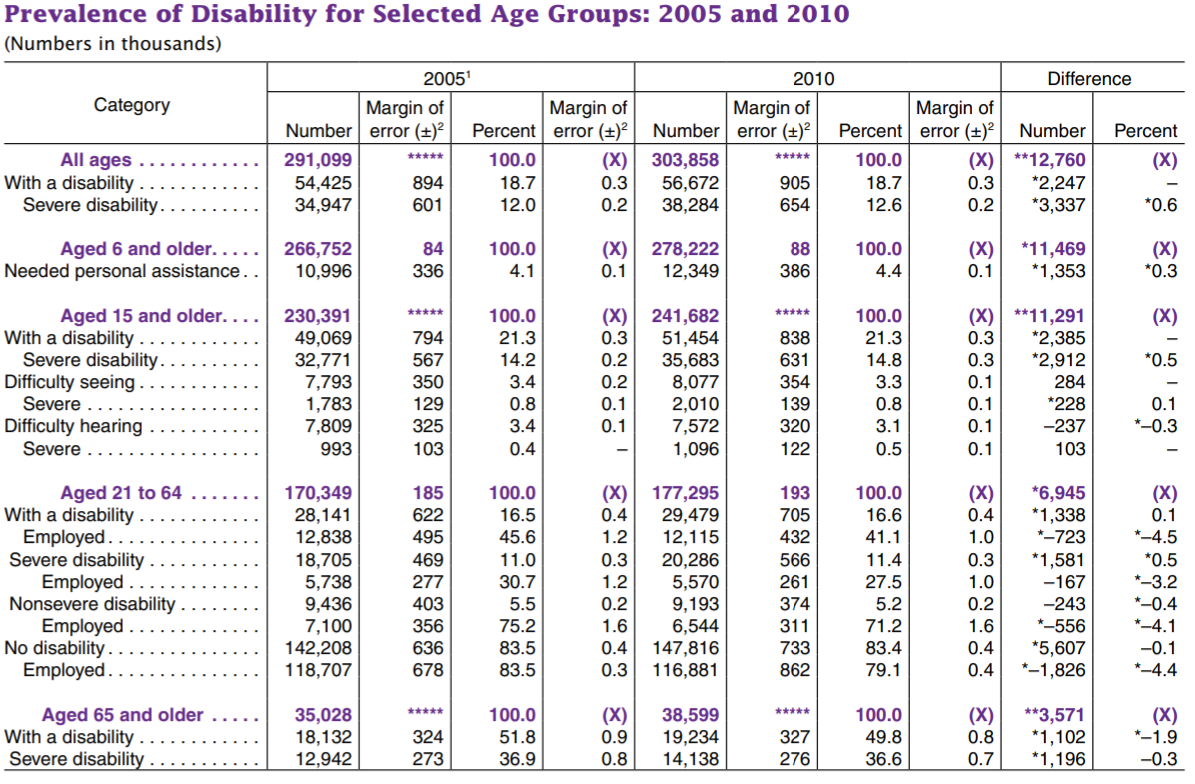 Prevalence of Disability for Selected Age Groups: 2005 and 2010
(Numbers in thousands)
Category 2005¹ 2010 Difference
Number Margin of error (±)² Percent Margin of error (±)² Number Margin of error (±)² Percent Margin of error (±)² Number Percent
All ages . . . . . . . . . . . . 291,099 ***** 100.0 (X) 303,858 ***** 100.0 (X) **12,760 (X)
With a disability . . . . . . . . . . . . 54,425 894 18.7 0.3 56,672 905 18.7 0.3 *2,247 –
Severe disability. . . . . . . . . . 34,947 601 12.0 0.2 38,284 654 12.6 0.2 *3,337 *0.6
Aged 6 and older. . . . . 266,752 84 100.0 (X) 278,222 88 100.0 (X) *11,469 (X)
Needed personal assistance . . 10,996 336 4.1 0.1 12,349 386 4.4 0.1 *1,353 *0.3
Aged 15 and older. . . . 230,391 ***** 100.0 (X) 241,682 ***** 100.0 (X) **11,291 (X)
With a disability . . . . . . . . . . . . 49,069 794 21.3 0.3 51,454 838 21.3 0.3 *2,385 –
Severe disability. . . . . . . . . . 32,771 567 14.2 0.2 35,683 631 14.8 0.3 *2,912 *0.5
Difficulty seeing . . . . . . . . . . . . 7,793 350 3.4 0.2 8,077 354 3.3 0.1 284 –
Severe . . . . . . . . . . . . . . . . . 1,783 129 0.8 0.1 2,010 139 0.8 0.1 *228 0.1
Difficulty hearing . . . . . . . . . . . 7,809 325 3.4 0.1 7,572 320 3.1 0.1 –237 *–0.3
Severe . . . . . . . . . . . . . . . . . 993 103 0.4 – 1,096 122 0.5 0.1 103 –
Aged 21 to 64 . . . . . . . 170,349 185 100.0 (X) 177,295 193 100.0 (X) *6,945 (X)
With a disability . . . . . . . . . . . . 28,141 622 16.5 0.4 29,479 705 16.6 0.4 *1,338 0.1
Employed. . . . . . . . . . . . . . . 12,838 495 45.6 1.2 12,115 432 41.1 1.0 *–723 *–4.5
Severe disability . . . . . . . . . . . 18,705 469 11.0 0.3 20,286 566 11.4 0.3 *1,581 *0.5
Employed . . . . . . . . . . . . . 5,738 277 30.7 1.2 5,570 261 27.5 1.0 –167 *–3.2
Nonsevere disability . . . . . . . . 9,436 403 5.5 0.2 9,193 374 5.2 0.2 –243 *–0.4
Employed . . . . . . . . . . . . . 7,100 356 75.2 1.6 6,544 311 71.2 1.6 *–556 *–4.1
No disability. . . . . . . . . . . . . . . 142,208 636 83.5 0.4 147,816 733 83.4 0.4 *5,607 –0.1
Employed. . . . . . . . . . . . . . . 118,707 678 83.5 0.3 116,881 862 79.1 0.4 *–1,826 *–4.4
Aged 65 and older . . . . . 35,028 ***** 100.0 (X) 38,599 ***** 100.0 (X) **3,571 (X)
With a disability . . . . . . . . . . . . 18,132 324 51.8 0.9 19,234 327 49.8 0.8 *1,102 *–1.9
Severe disability . . . . . . . . . . . 12,942 273 36.9 0.8 14,138 276 36.6 0.7 *1,196 –0.3